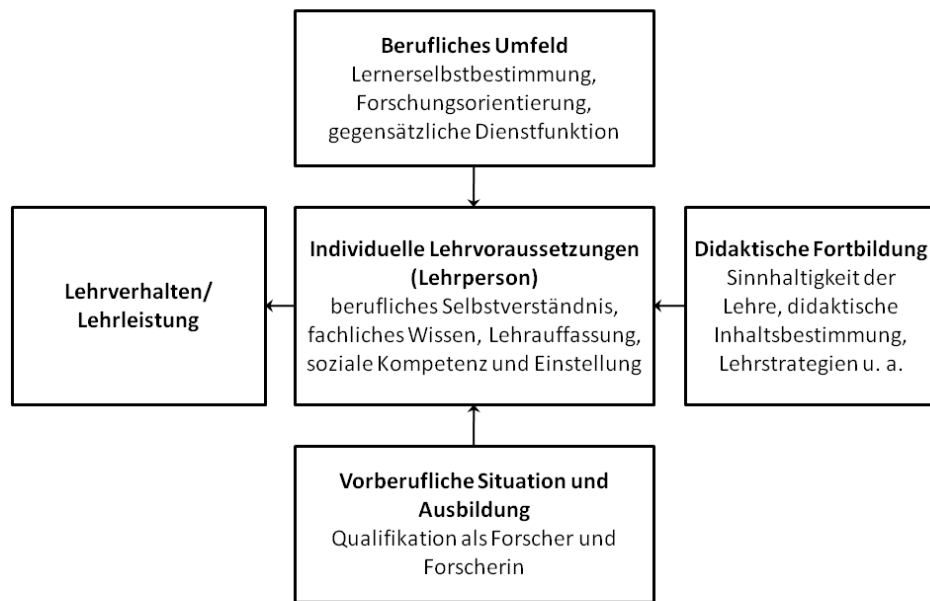 Berufliches Umfeld
Lernerselbstbestimmung,
Forschungsorientierung,
gegensätzliche Dienstfunktion
Lehrverhalten/
Lehrleistung
Individuelle Lehrvoraussetzungen
(Lehrperson)
berufliches Selbstverständnis,
fachliches Wissen, Lehrauffassung,
soziale Kompetenz und Einstellung
Didaktische Fortbildung
Sinnhaltigkeit der
Lehre, didaktische
Inhaltsbestimmung,
Lehrstrategien u. a.
Vorberufliche Situation und
Ausbildung
Qualifikation als Forscher und
Forscherin